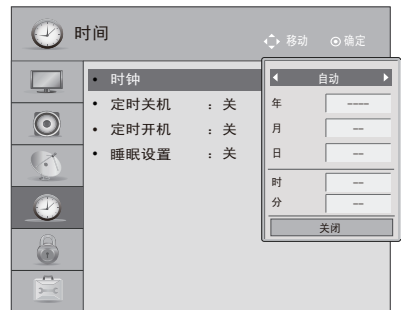 时间
移动 ⊙确定
• 时钟
• 定时关机 ：关
• 定时开机 ：关
• 睡眠设置 ：关
自动
年 ----
月 --
日 --
时 --
分 --
关闭